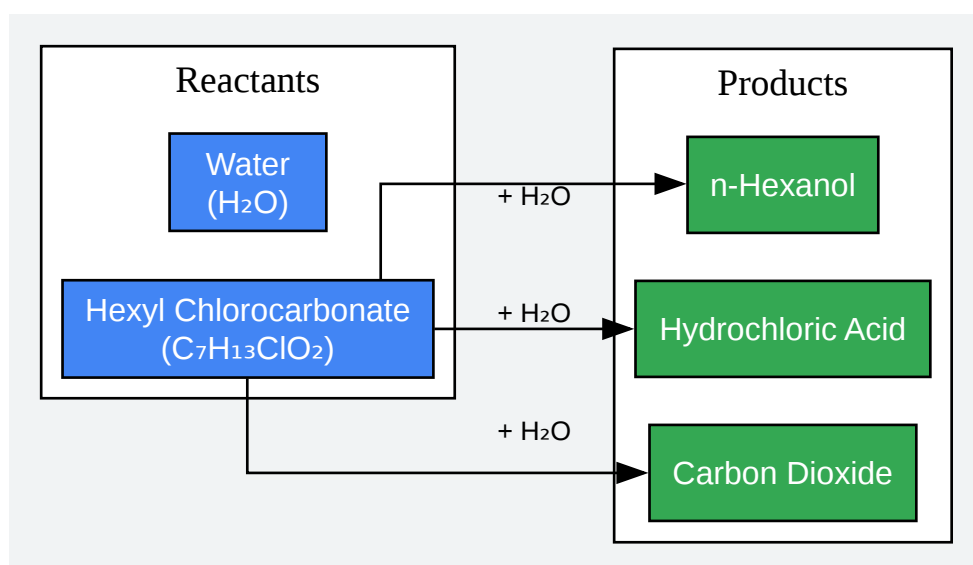 Reactants
Water
(H₂O)
Hexyl Chlorocarbonate
(C₇H₁₃ClO₂)
+ H₂O
+ H₂O
+ H₂O
Products
n-Hexanol
Hydrochloric Acid
Carbon Dioxide